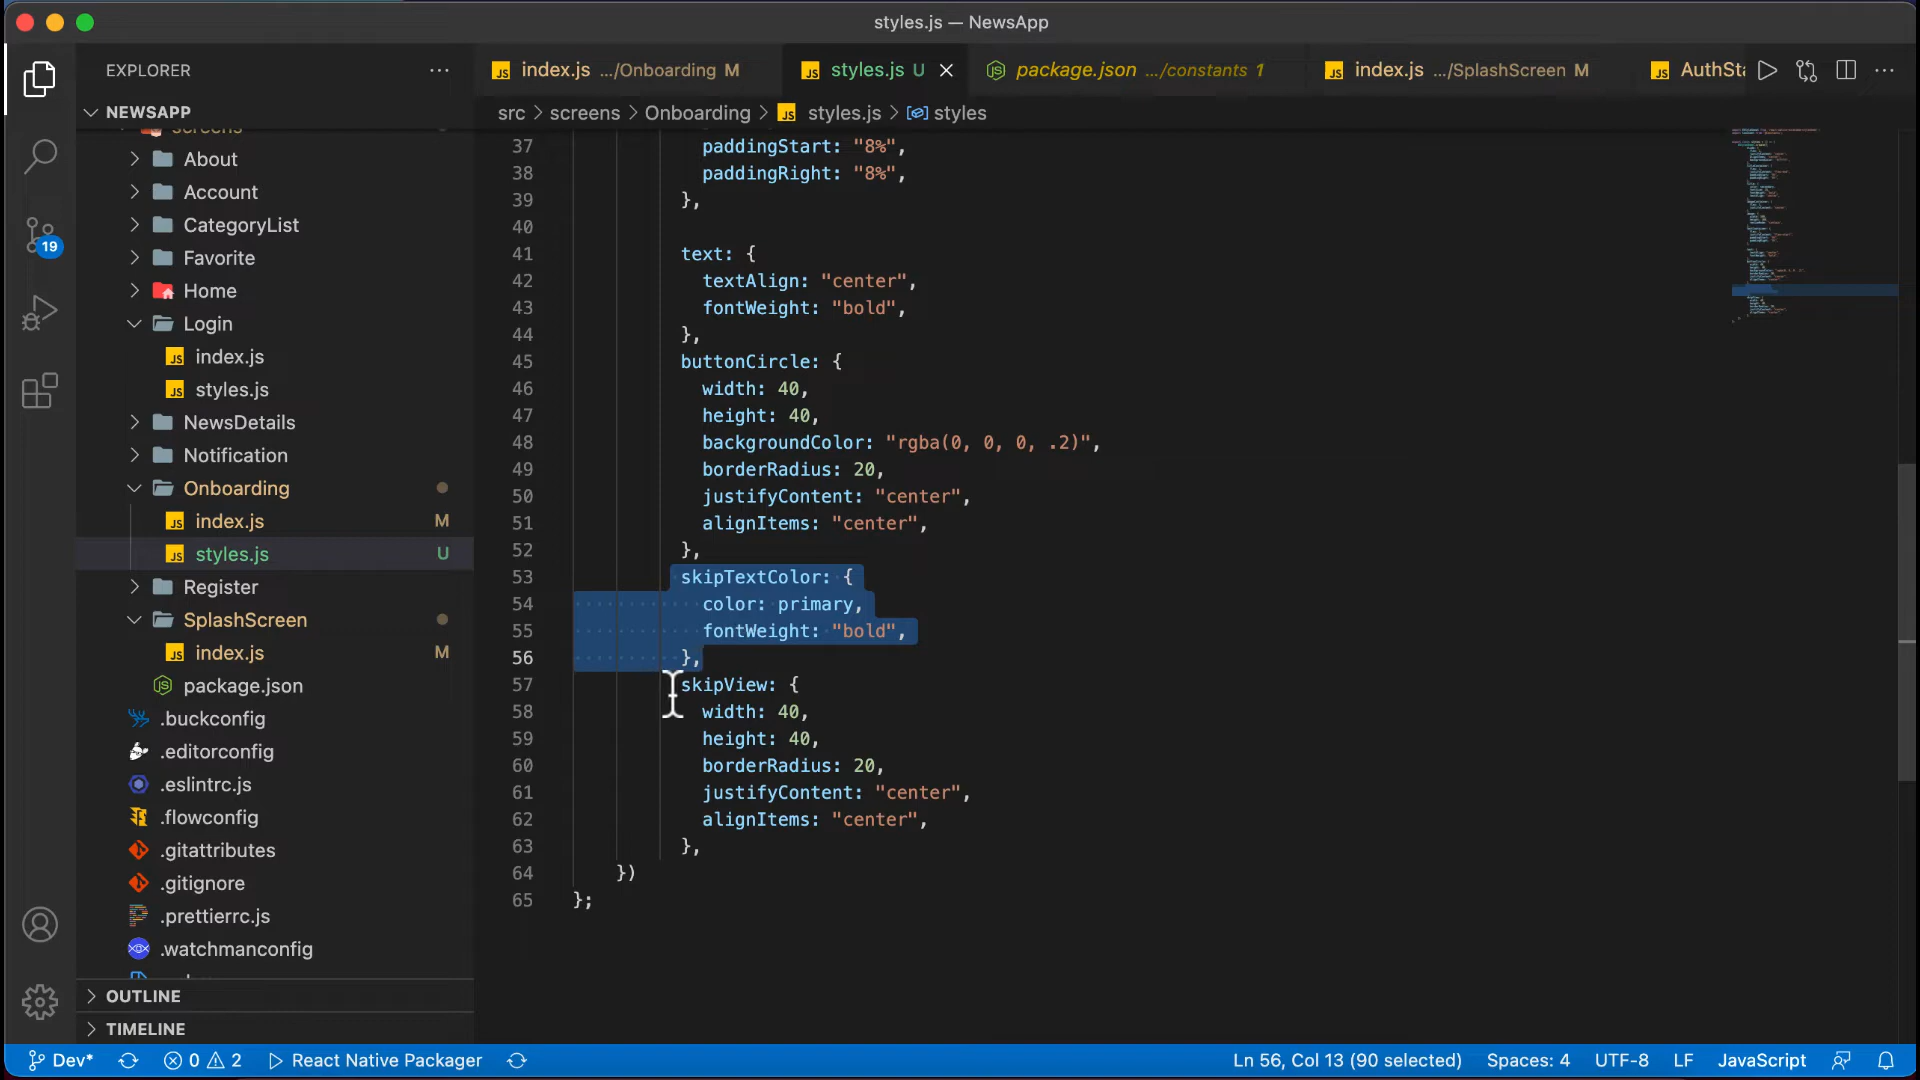 styles.js — NewsApp
EXPLORER
index.js .../Onboarding M
styles.js U
package.json .../constants 1
index.js .../SplashScreen M
AuthSt
NEWSAPP
src > screens > Onboarding > styles.js > styles
screens
About
Account
CategoryList
Favorite
Home
Login
index.js
styles.js
NewsDetails
Notification
Onboarding
index.js M
styles.js U
Register
SplashScreen
index.js M
package.json
.buckconfig
.editorconfig
.eslintrc.js
.flowconfig
.gitattributes
.gitignore
.prettierrc.js
.watchmanconfig
OUTLINE
TIMELINE
19
37 paddingStart: "8%",
38 paddingRight: "8%",
39 },
40
41 text: {
42 textAlign: "center",
43 fontWeight: "bold",
44 },
45 buttonCircle: {
46 width: 40,
47 height: 40,
48 backgroundColor: "rgba(0, 0, 0, .2)",
49 borderRadius: 20,
50 justifyContent: "center",
51 alignItems: "center",
52 },
53 skipTextColor: {
54 color: primary,
55 fontWeight: "bold",
56 },
57 skipView: {
58 width: 40,
59 height: 40,
60 borderRadius: 20,
61 justifyContent: "center",
62 alignItems: "center",
63 },
64 })
65 };
Dev* 0 2 React Native Packager Ln 56, Col 13 (90 selected) Spaces: 4 UTF-8 LF JavaScript